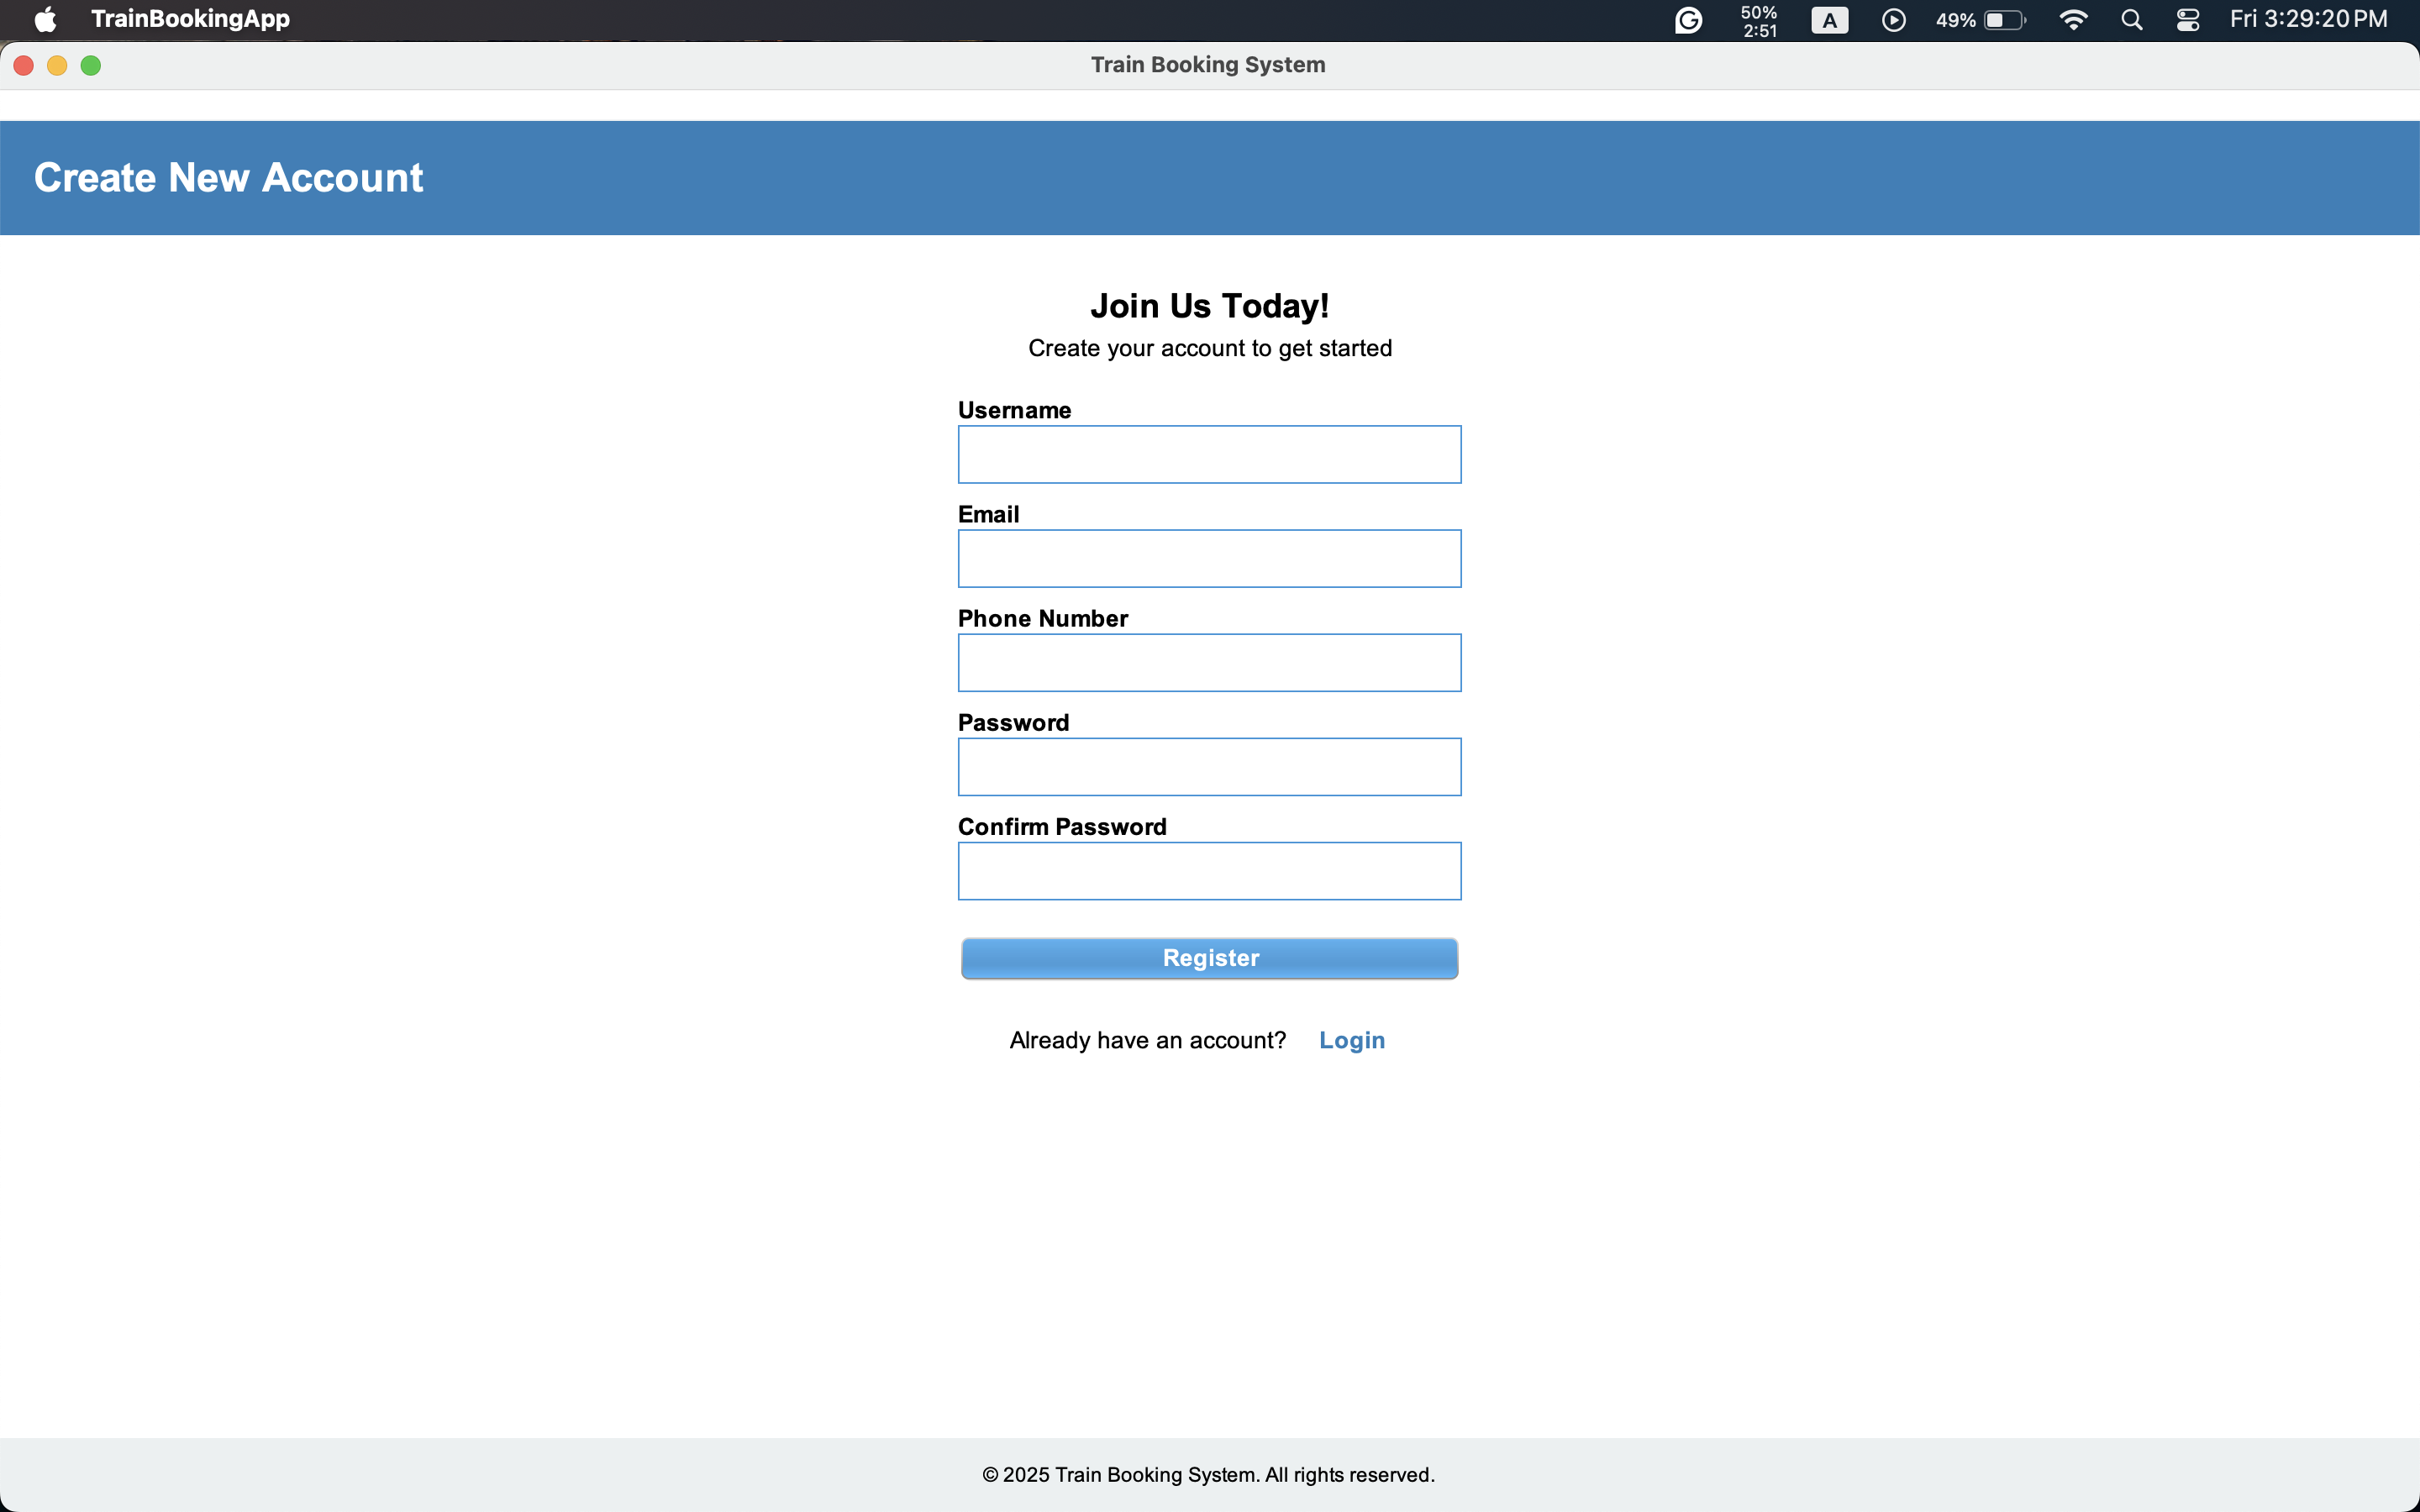 TrainBookingApp
50%
2:51
A
49%
Fri 3:29:20 PM
Train Booking System
Create New Account
Join Us Today!
Create your account to get started
Username
Email
Phone Number
Password
Confirm Password
Register
Already have an account? Login
© 2025 Train Booking System. All rights reserved.